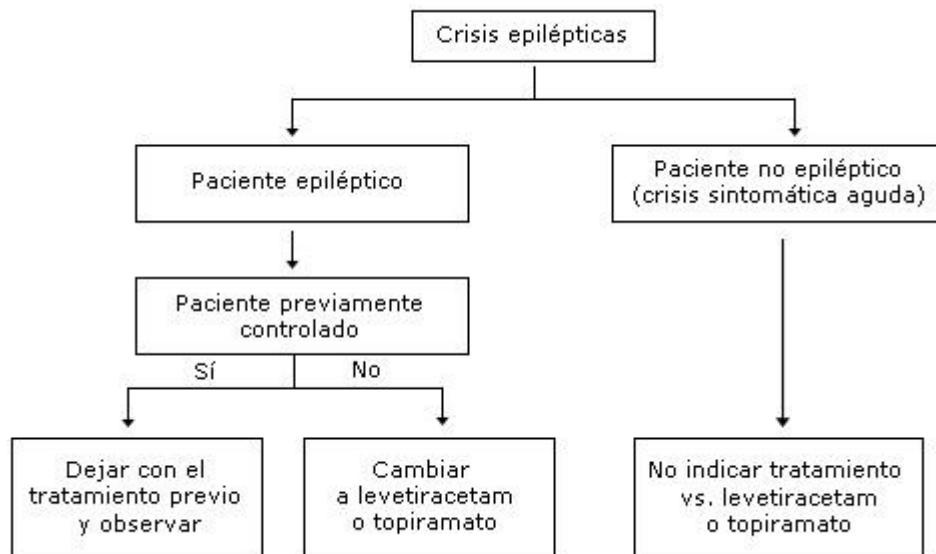 Crisis epilépticas
Paciente epiléptico
Paciente no epiléptico
(crisis sintomática aguda)
Paciente previamente
controlado
Sí
No
Dejar con el
tratamiento previo
y observar
Cambiar
a levetiracetam
o topiramato
No indicar tratamiento
vs. levetiracetam
o topiramato